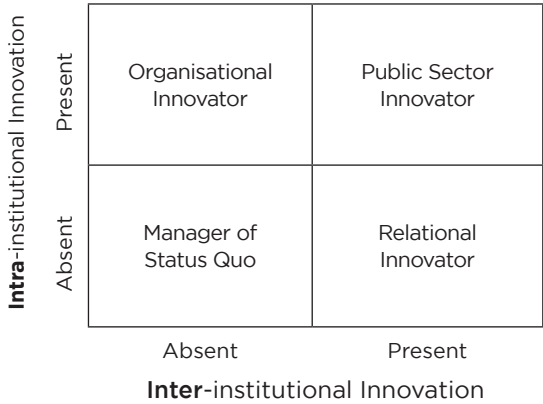 Intra-institutional Innovation
Present
Absent
Organisational
Innovator
Public Sector
Innovator
Manager of
Status Quo
Relational
Innovator
Absent
Present
Inter-institutional Innovation